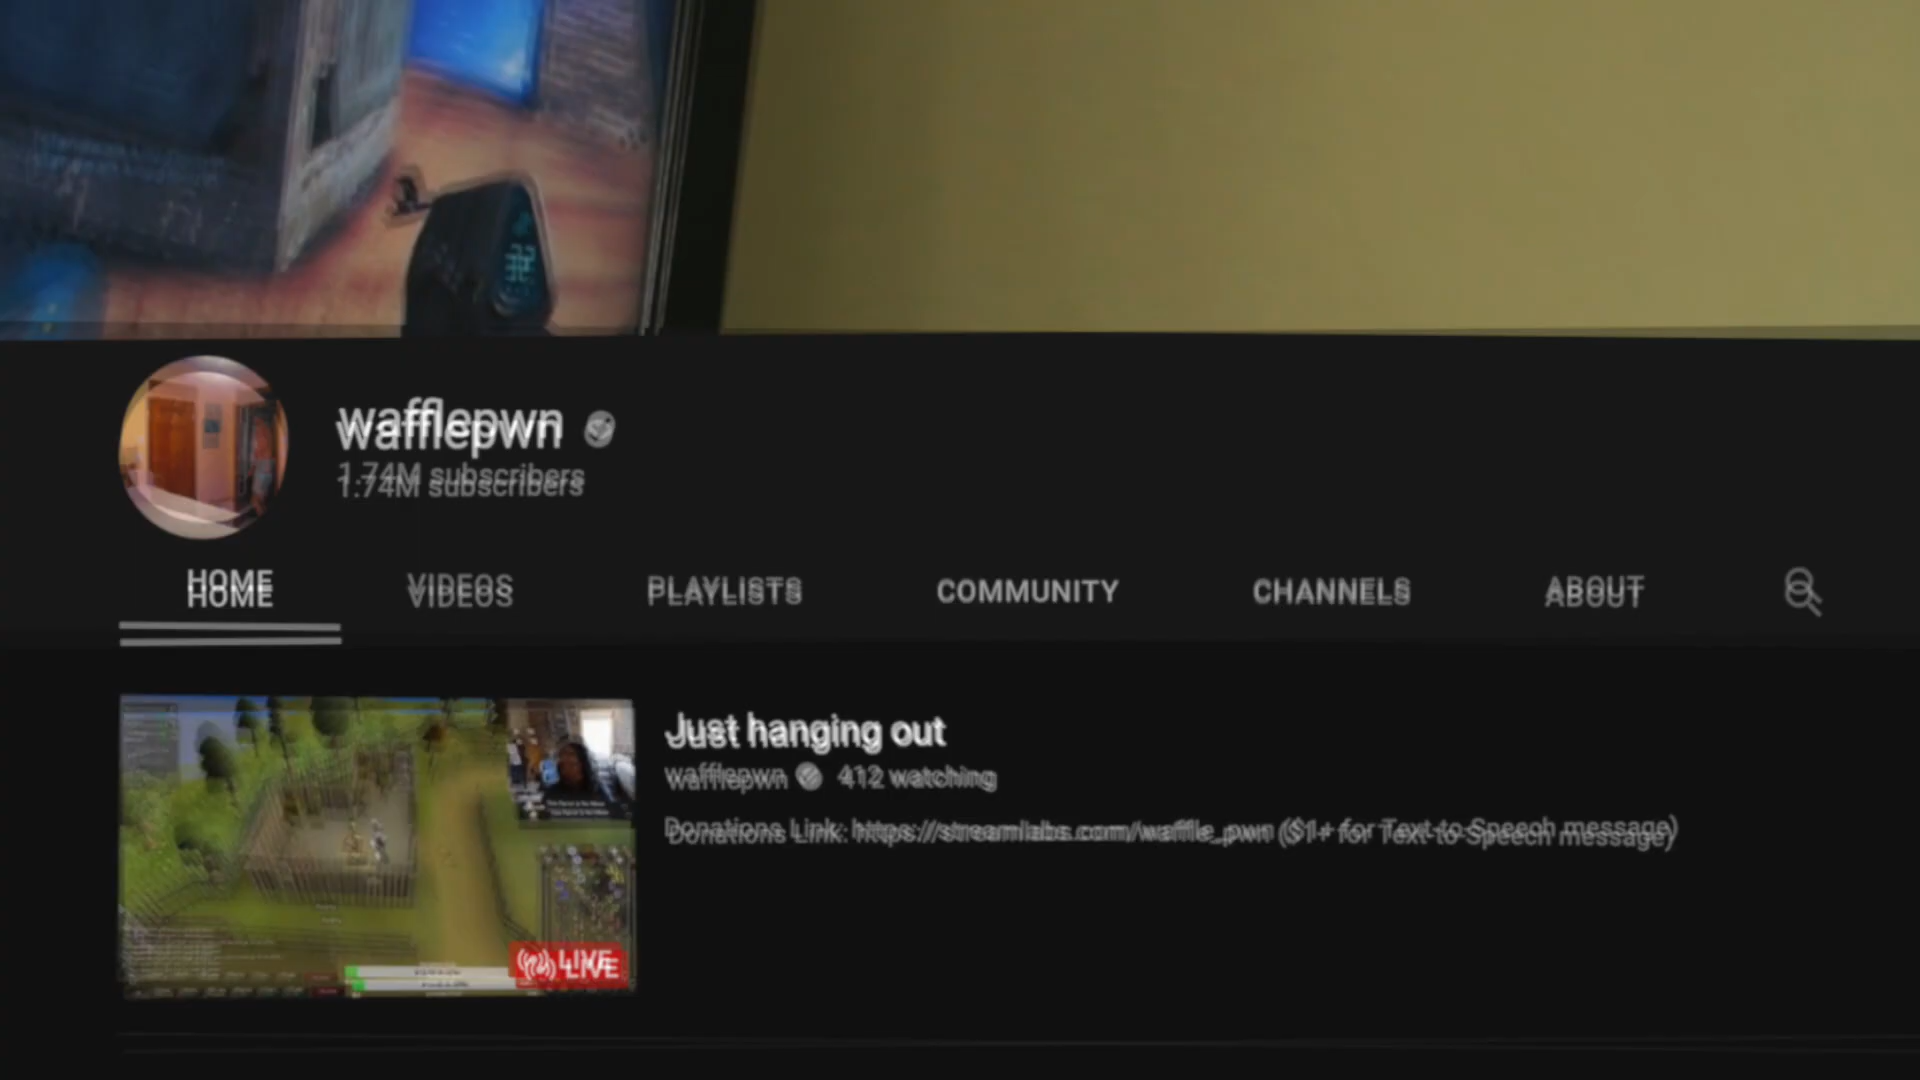 wafflepwn
1.74M subscribers
HOME VIDEOS PLAYLISTS COMMUNITY CHANNELS ABOUT
Just hanging out
wafflepwn 412 watching
Donations Link: https://streamlabs.com/waffle_pwn ($1+ for Text-to-Speech message)
LIVE